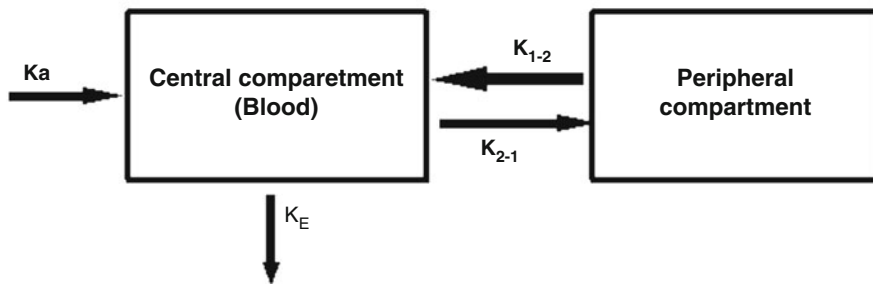 Ka
Central comparetment
(Blood)
K1-2
K2-1
Peripheral
compartment
KE